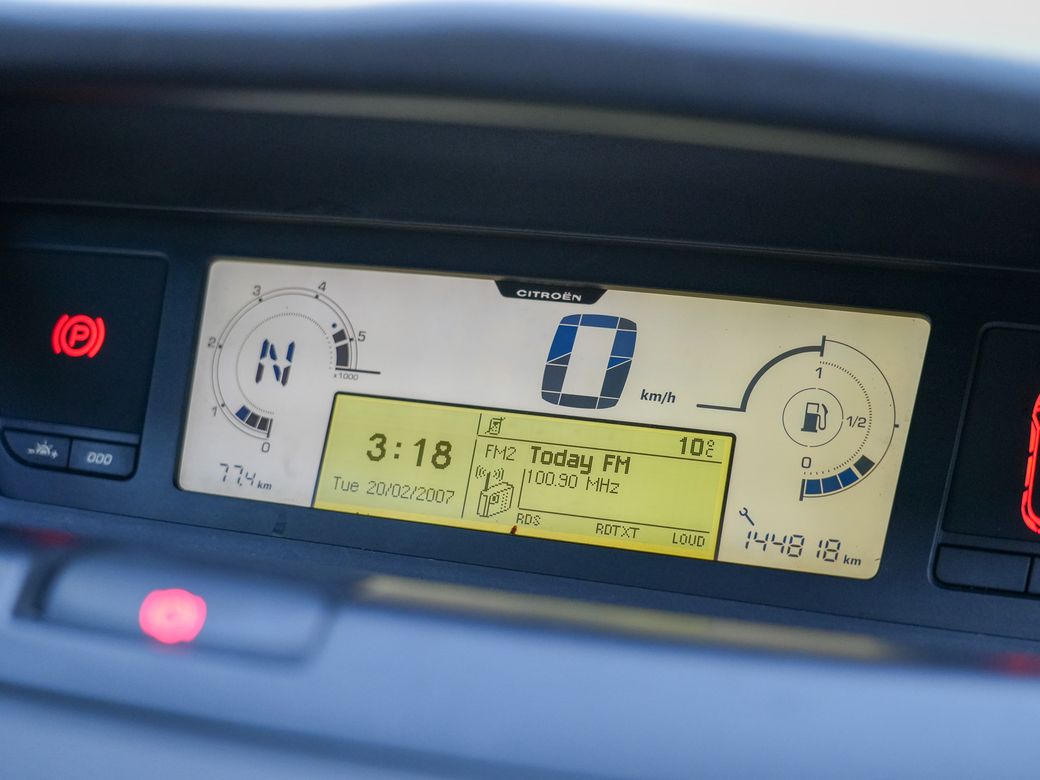 CITROËN
1 2 3 4 5
x1000
N
0
77,4 km
0 km/h
1
1/2
0
3:18
Tue 20/02/2007
10°C
FM2 Today FM
100.90 MHz
RDS RDTXT LOUD
144818 km
P
000